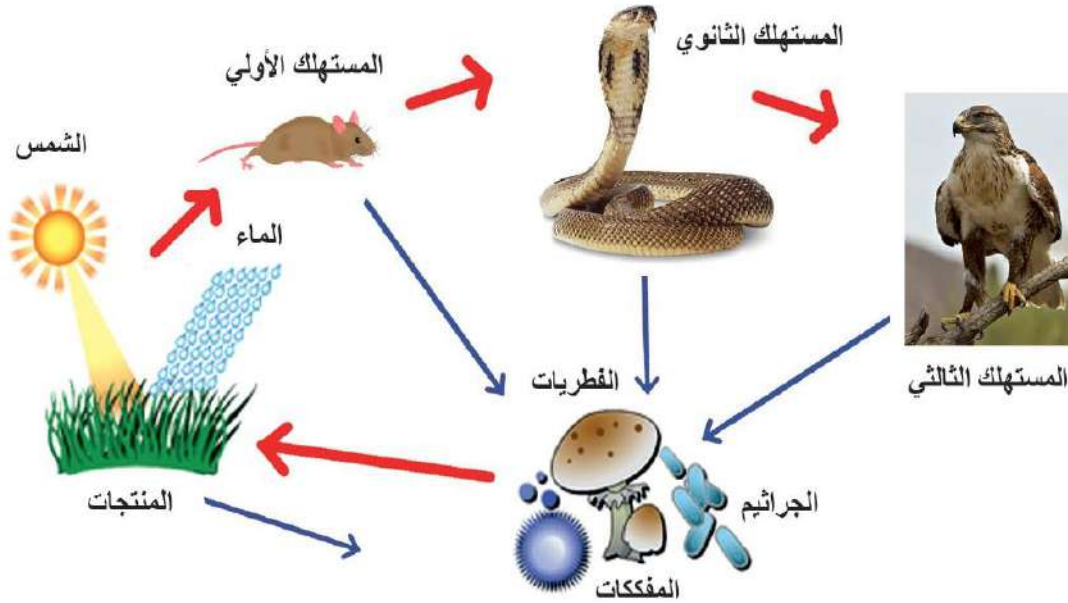 المستهلك الثانوي
المستهلك الأولي
الشمس
الماء
المستهلك الثالثي
الفطريات
الجراثيم
المنتجات
المفككات